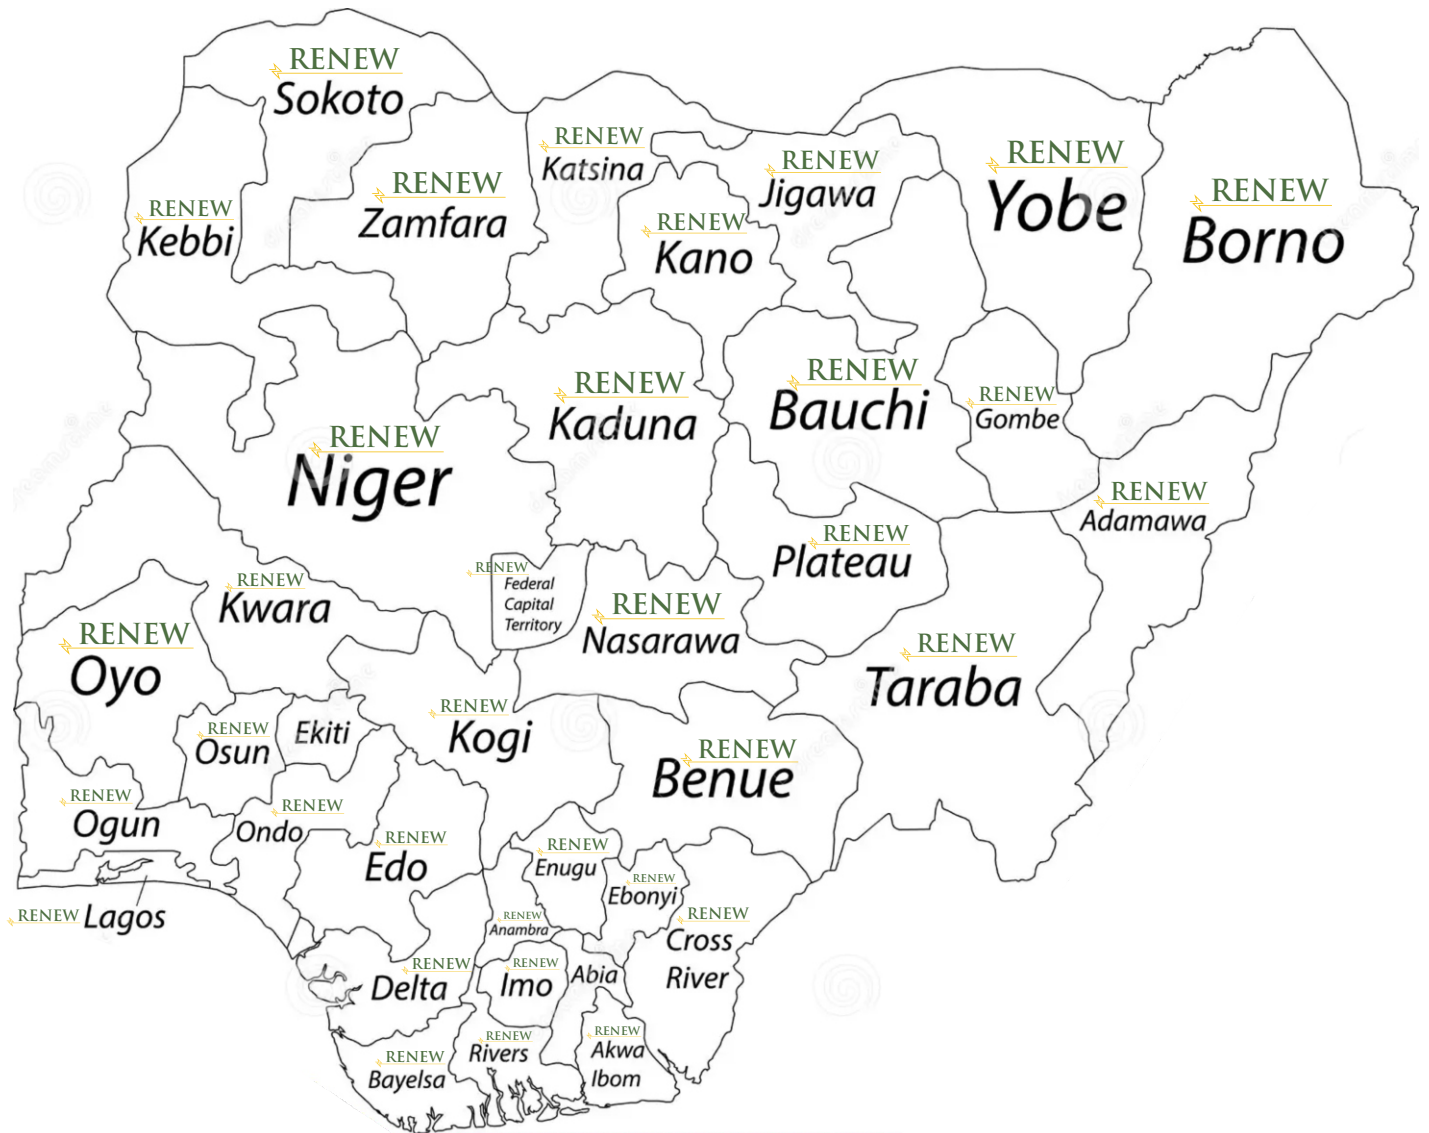 RENEW
Sokoto
RENEW
Katsina
RENEW
Jigawa
RENEW
Yobe
RENEW
Borno
RENEW
Zamfara
RENEW
Kebbi
RENEW
Kano
RENEW
Kaduna
RENEW
Bauchi
RENEW
Gombe
RENEW
Niger
RENEW
Adamawa
RENEW
Plateau
RENEW
Federal
Capital
Territory
RENEW
Kwara
RENEW
Nasarawa
RENEW
Oyo
RENEW
Taraba
RENEW
Osun
Ekiti
RENEW
Kogi
RENEW
Benue
RENEW
Ogun
RENEW
Ondo
RENEW
Edo
RENEW
Enugu
RENEW
Ebonyi
RENEW
Lagos
RENEW
Anambra
RENEW
Cross
River
RENEW
Delta
RENEW
Imo
Abia
RENEW
Bayelsa
RENEW
Rivers
RENEW
Akwa
Ibom